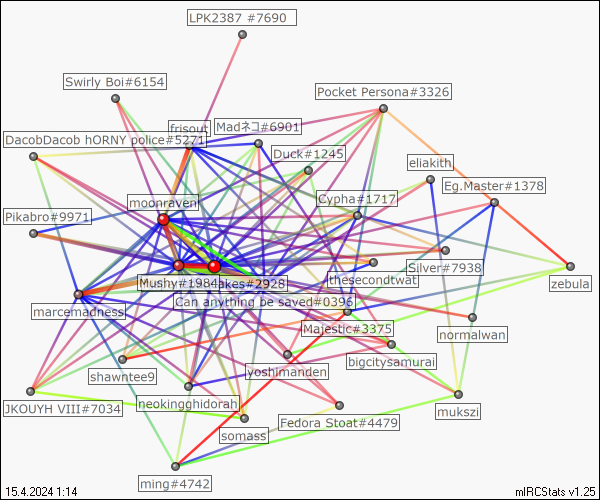 LPK2387 #7690
Swirly Boi#6154
Pocket Persona#3326
frisout
Madネコ#6901
DacobDacob hORNY police#5271
Duck#1245
eliakith
Eg.Master#1378
moonraven
Cypha#1717
Pikabro#9971
Silver#7938
thesecondtwat
zebula
Mushy#1984
akes#2928
Can anything be saved#0396
marcemadness
Majestic#3375
normalwan
bigcitysamurai
yoshimanden
shawntee9
JKOUYH VIII#7034
neokingghidorah
mukszi
Fedora Stoat#4479
somass
ming#4742
15.4.2024 1:14
mIRCStats v1.25